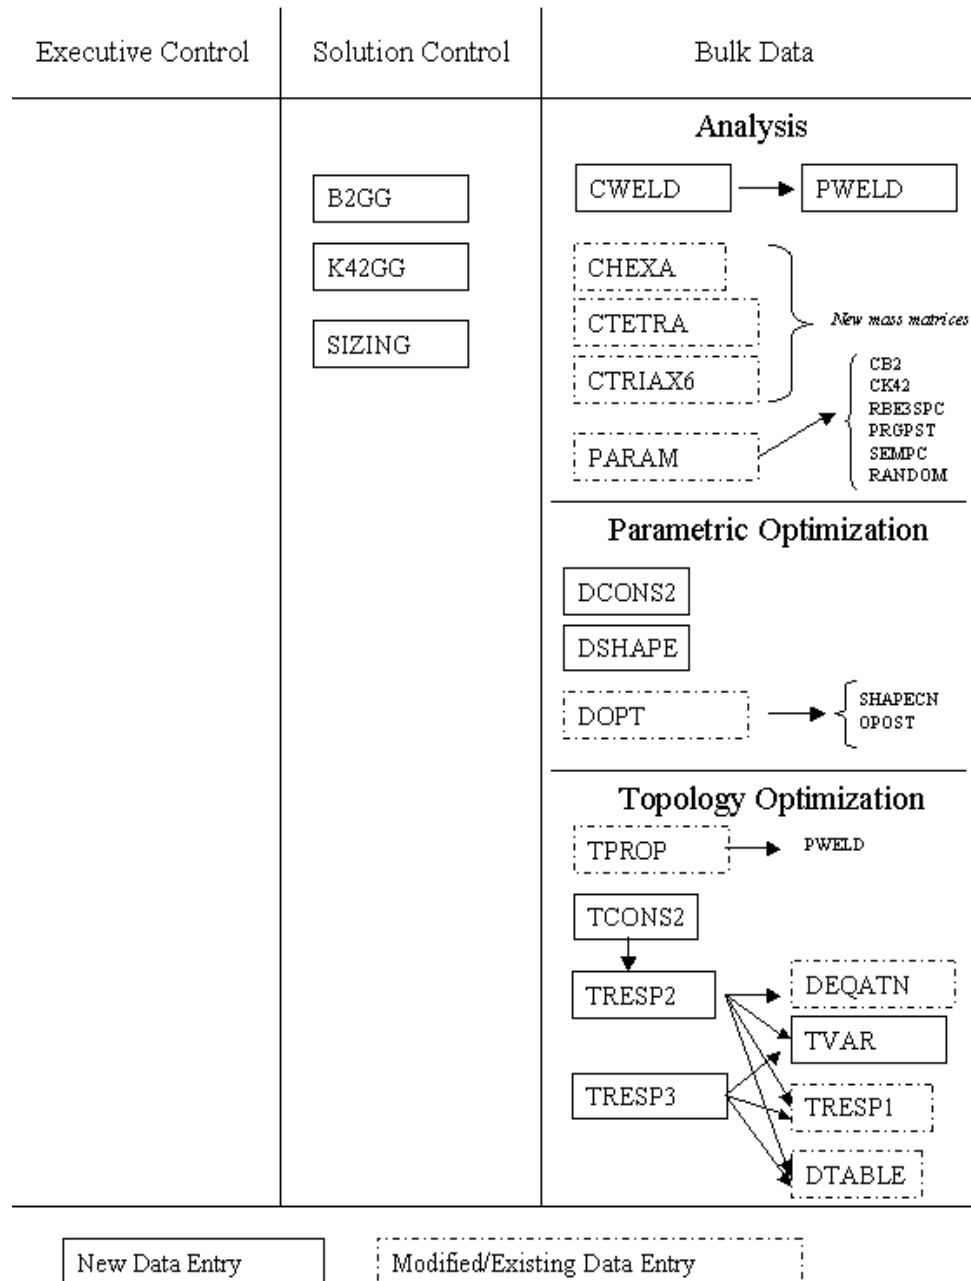 Executive Control
Solution Control
Bulk Data
Analysis
B2GG
K42GG
SIZING
CWELD
PWELD
CHEXA
CTETRA
CTRIAX6
New mass matrices
PARAM
CB2
CK42
RBE3SPC
PRGPST
SEMPC
RANDOM
Parametric Optimization
DCONS2
DSHAPE
DOPT
SHAPECN
OPOST
Topology Optimization
TPROP
PWELD
TCONS2
TRESP2
DEQATN
TVAR
TRESP3
TRESP1
DTABLE
New Data Entry
Modified/Existing Data Entry